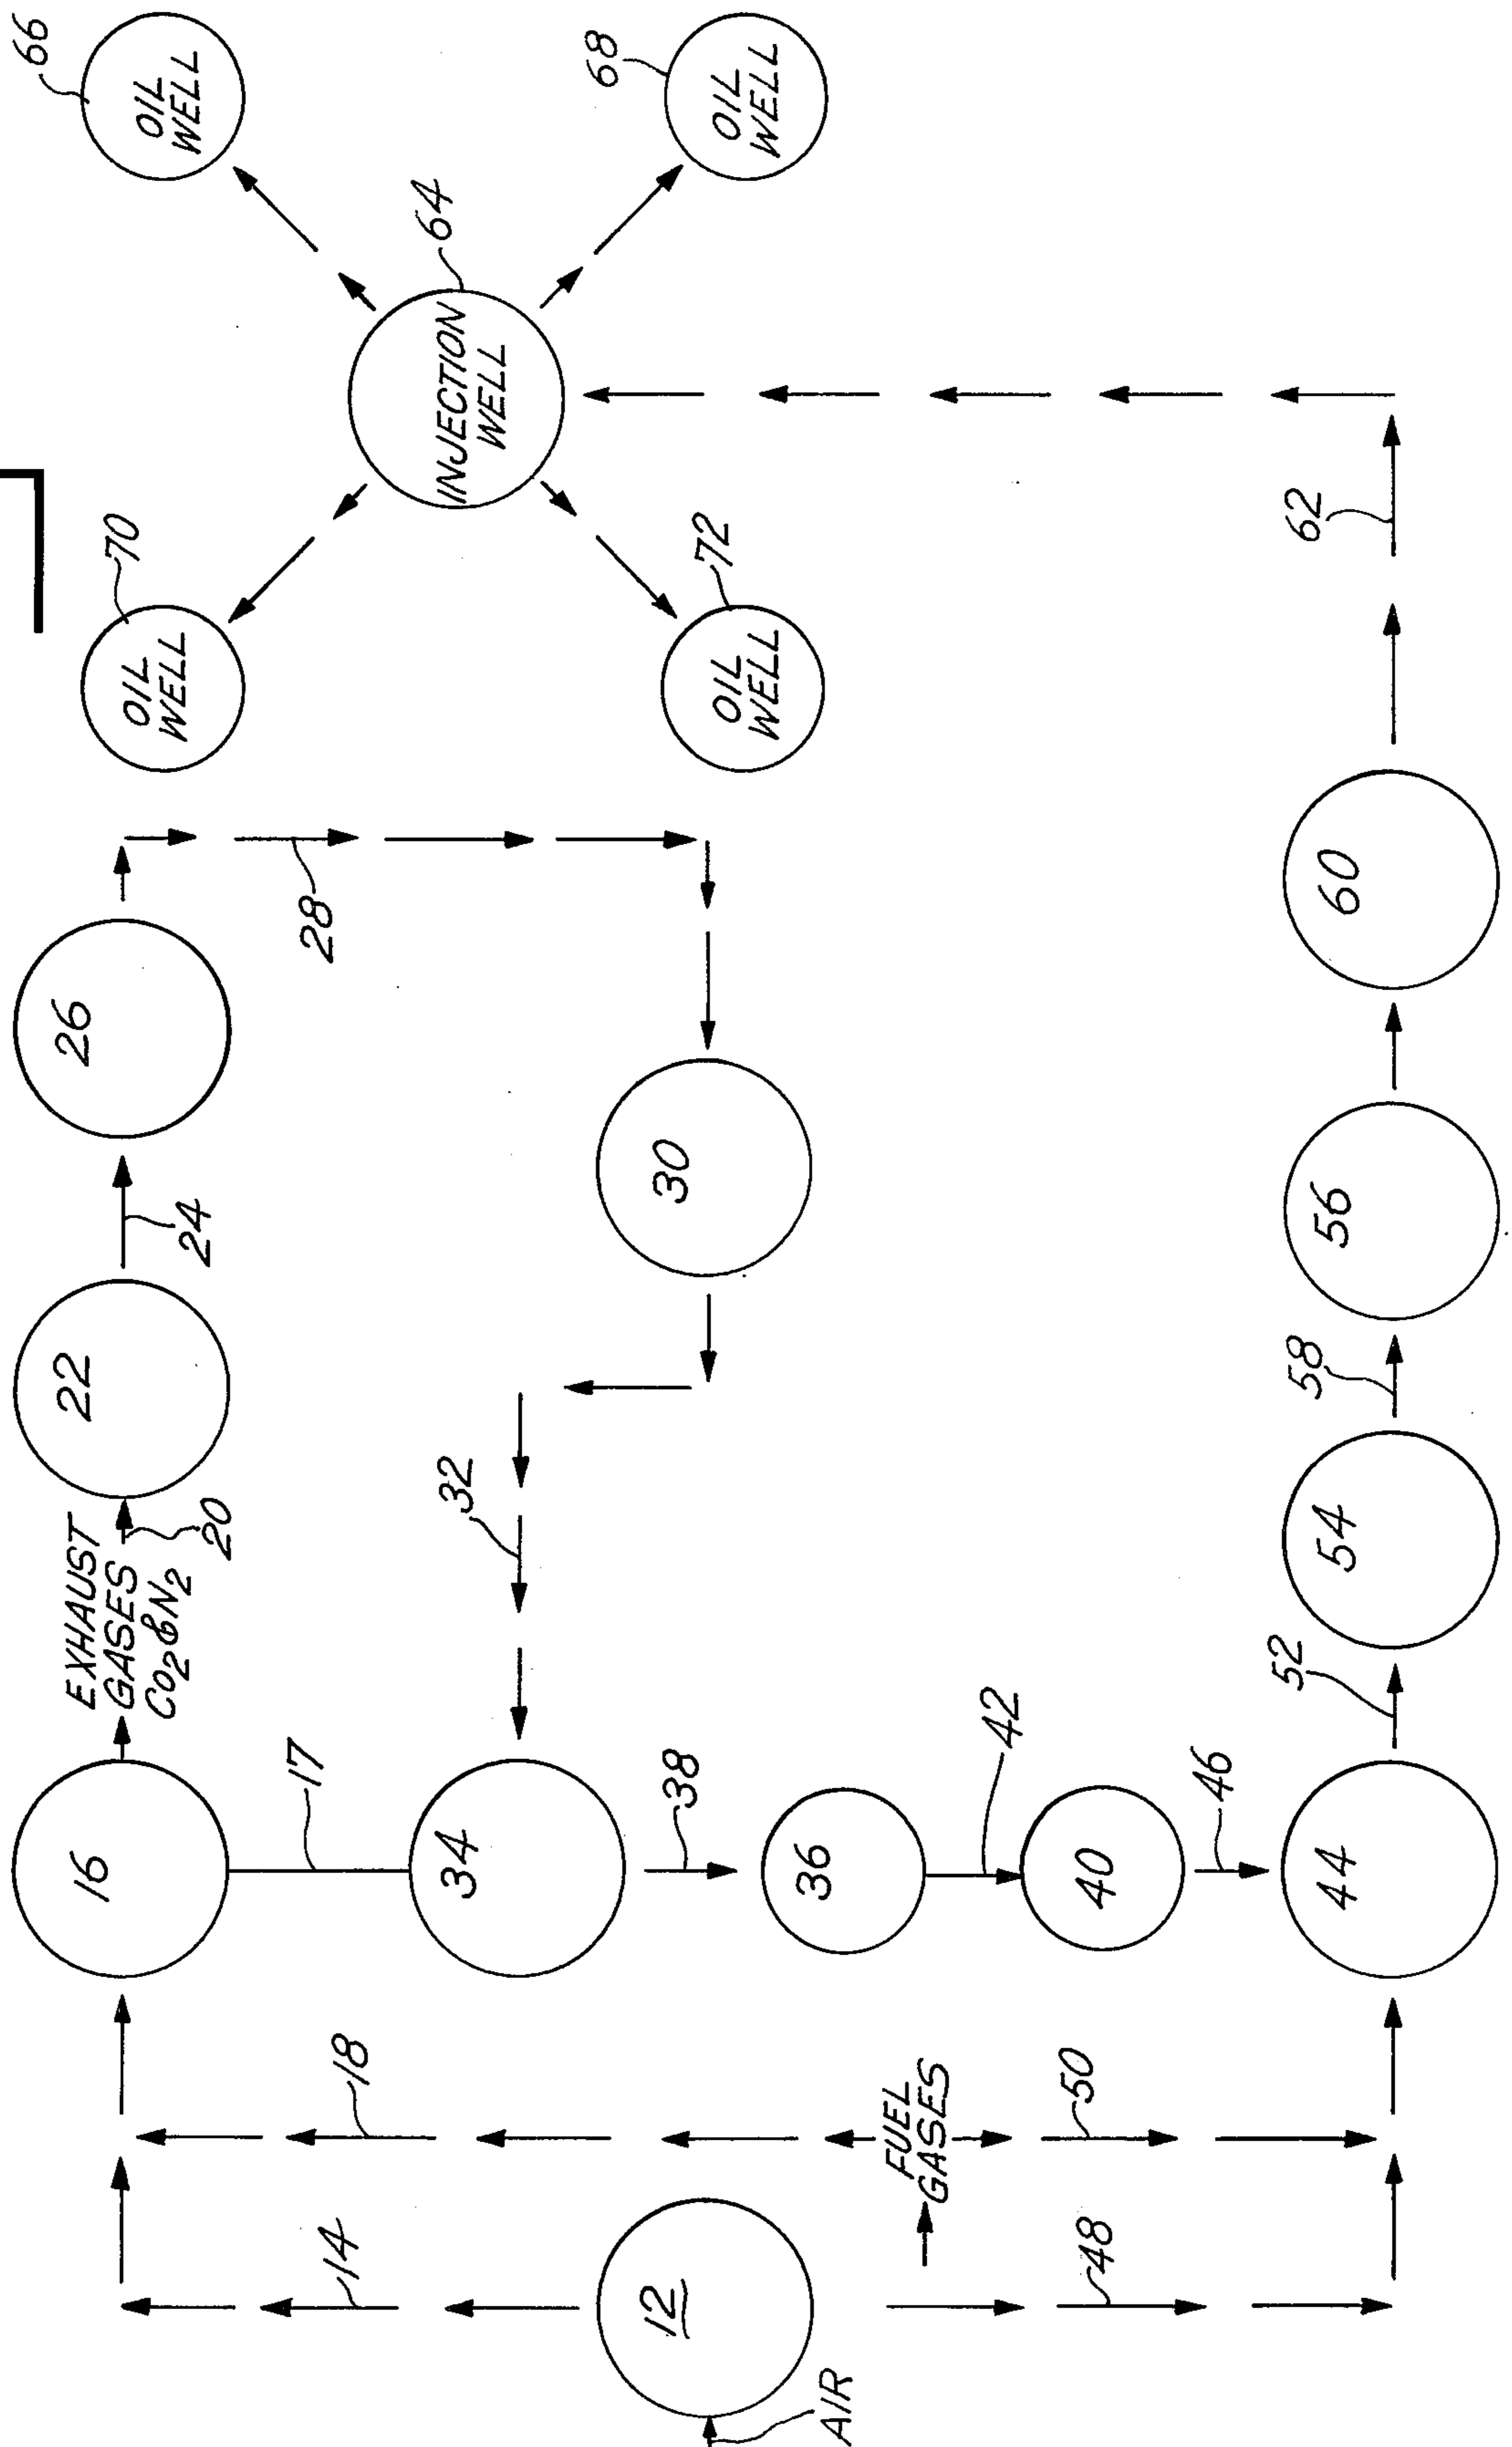 66
OIL
WELL
68
OIL
WELL
64
INJECTION
WELL
70
OIL
WELL
72
OIL
WELL
62
28
26
24
22
30
60
56
58
54
52
EXHAUST
GASES
CO2&N2
20
32
16
17
34
38
36
42
40
46
44
18
14
12
FUEL
GASES
50
48
AIR